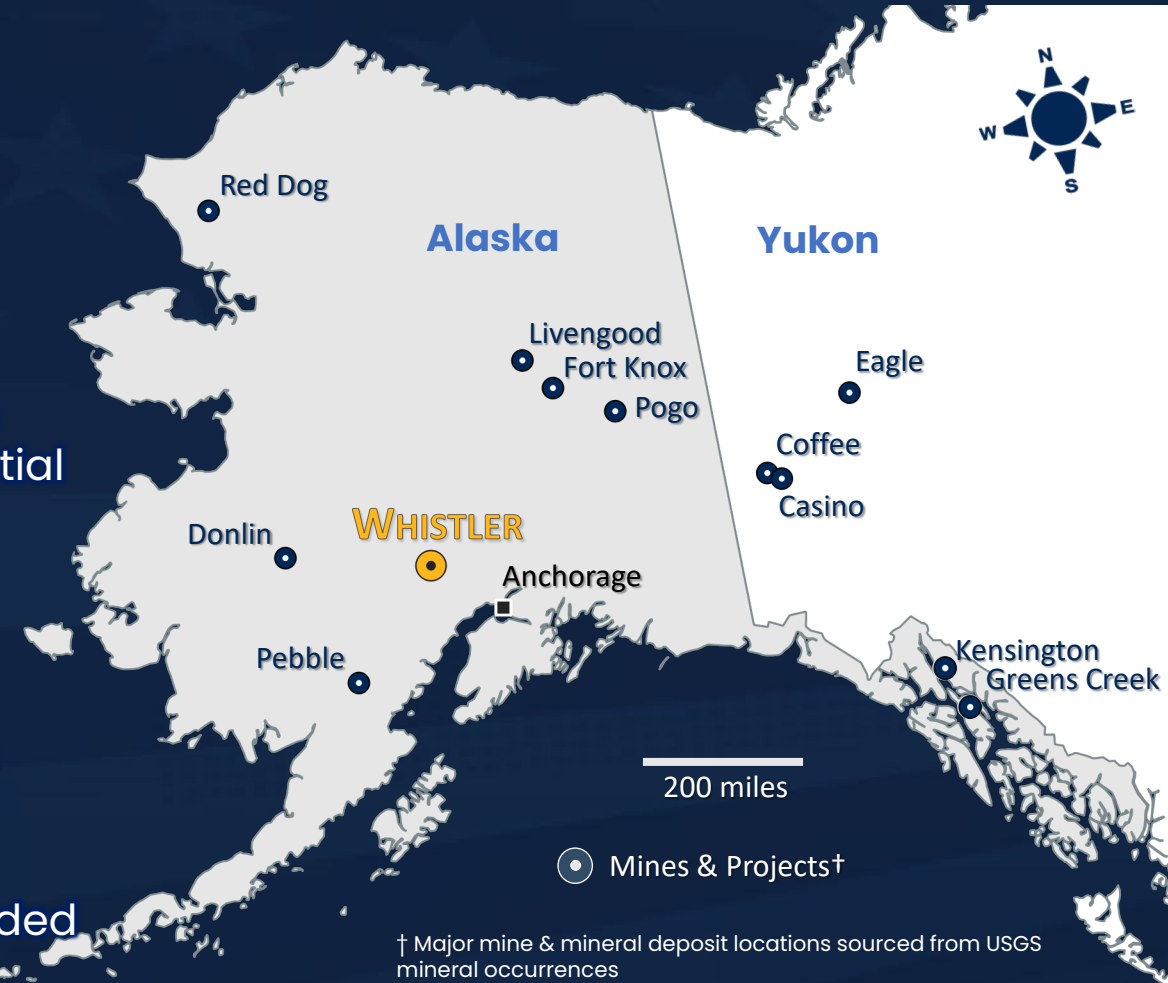 N
W
E
S
Red Dog
Alaska
Yukon
Livengood
Fort Knox
Pogo
Eagle
Coffee
Casino
tial
WHISTLER
Donlin
Anchorage
Pebble
Kensington
Greens Creek
200 miles
Mines & Projects†
ded
† Major mine & mineral deposit locations sourced from USGS
mineral occurrences